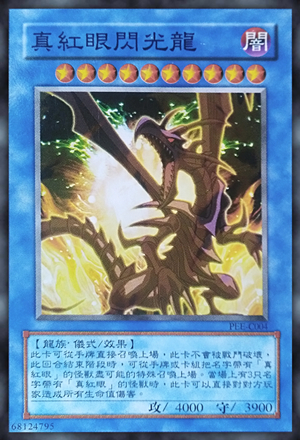 真紅眼閃光龍
闇
PLE-C004
【龍族·儀式/效果】
此卡可從手牌直接召喚上場，此卡不會被戰鬥破壞，
此回合結束階段時，可從手牌或卡組把名字帶有「真
紅眼」的怪獸盡可能的特殊召喚上場。當場上有3只名
字帶有「真紅眼」的怪獸時，此卡可以直接對對方玩
家造成所有生命值傷害。
攻/ 4000 守/ 3900
68124795